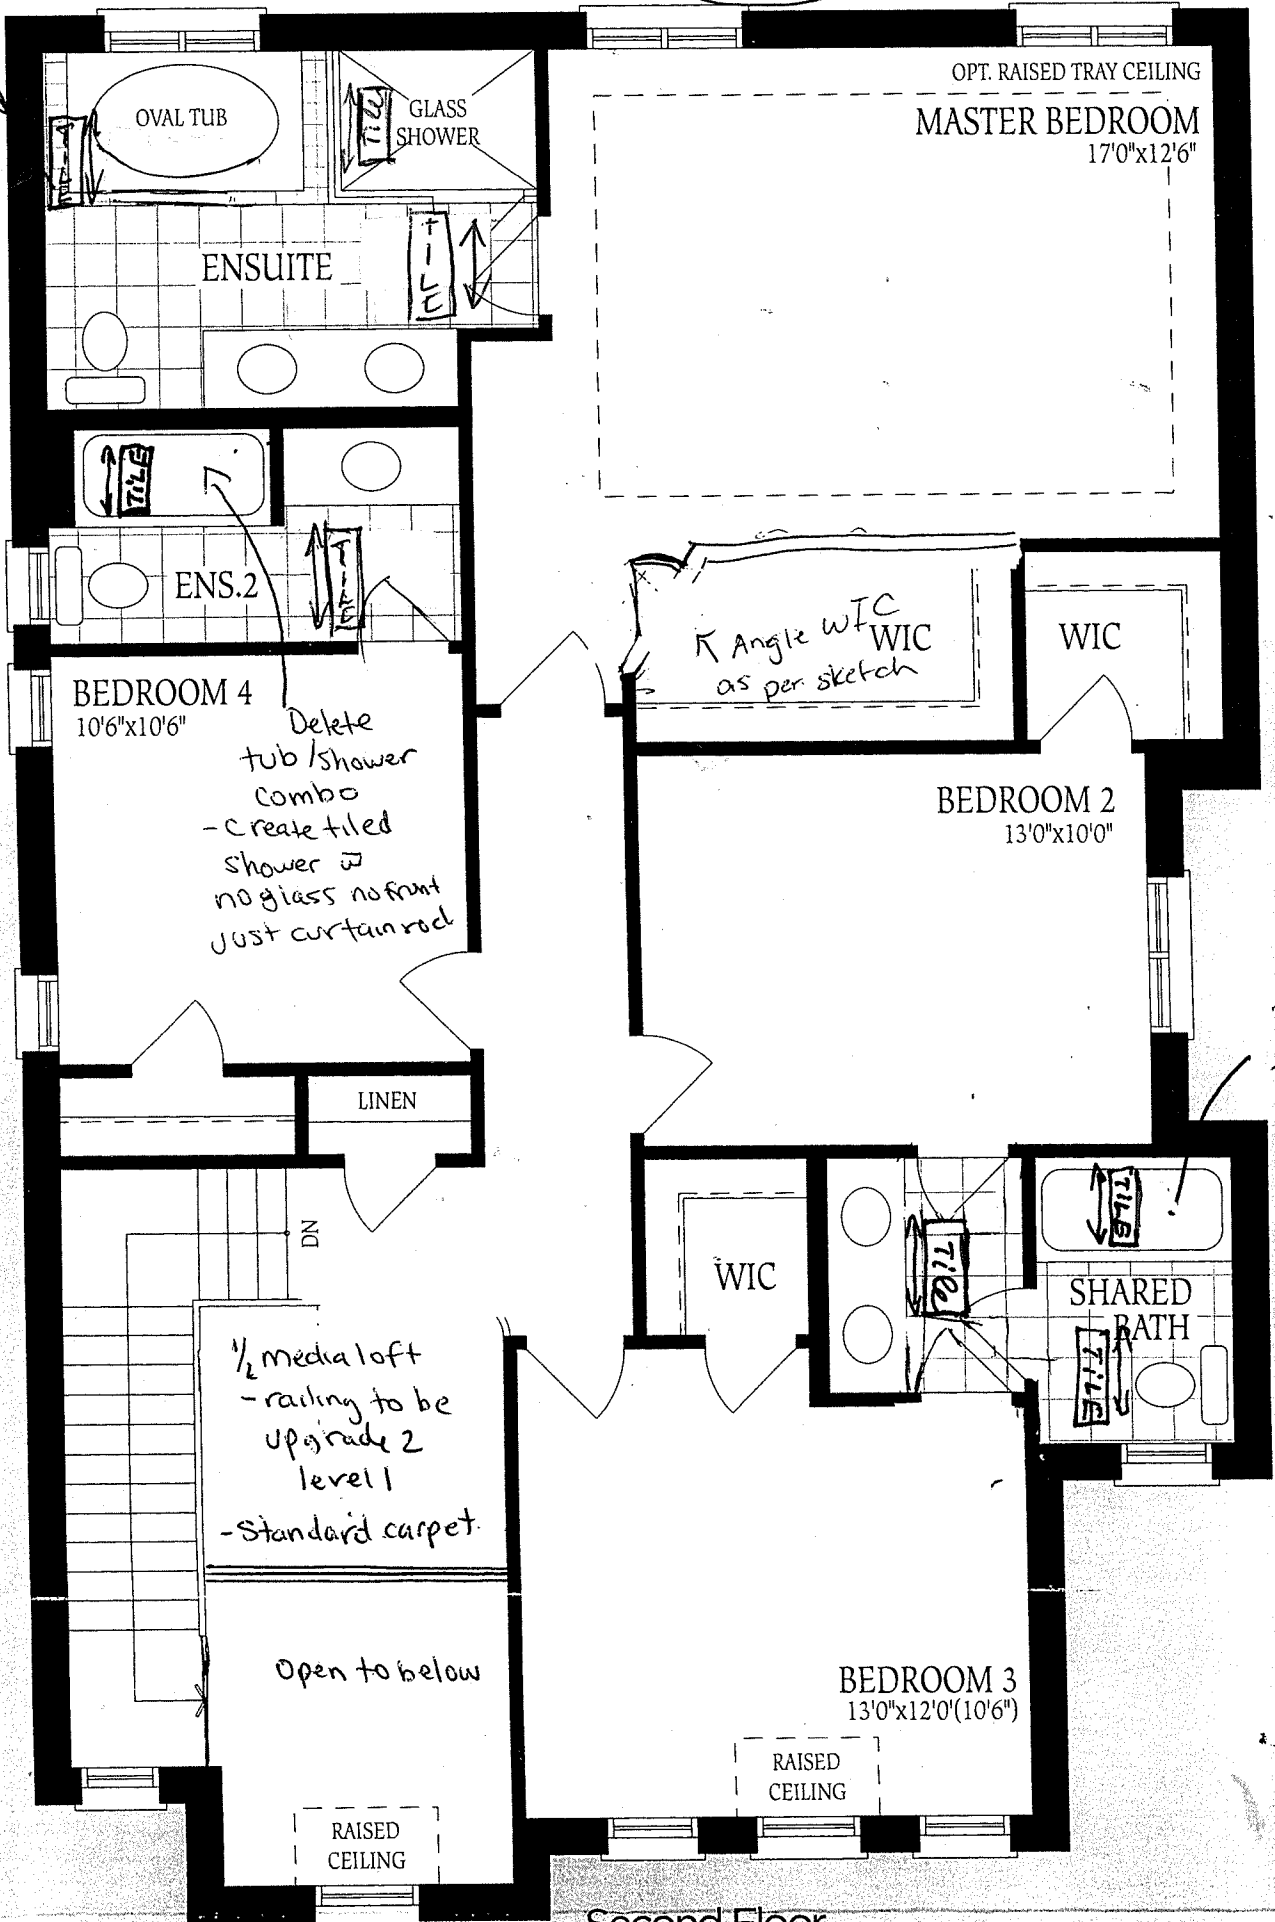 OPT. RAISED TRAY CEILING
MASTER BEDROOM
17'0"x12'6"
OVAL TUB
TILE
GLASS
SHOWER
TILE
ENSUITE
TILE
TILE
ENS.2
TILE
↖ Angle WIC
as per sketch
WIC
WIC
BEDROOM 4
10'6"x10'6"
Delete
tub/shower
combo
- Create tiled
shower w
no glass no front
Just curtain rod
BEDROOM 2
13'0"x10'0"
LINEN
DN
WIC
Tile
TILE
SHARED
BATH
TILE
1/2 media loft
- railing to be
upgrade 2
level 1
- Standard carpet.
Open to below
BEDROOM 3
13'0"x12'0'(10'6")
RAISED
CEILING
RAISED
CEILING
Second Floor